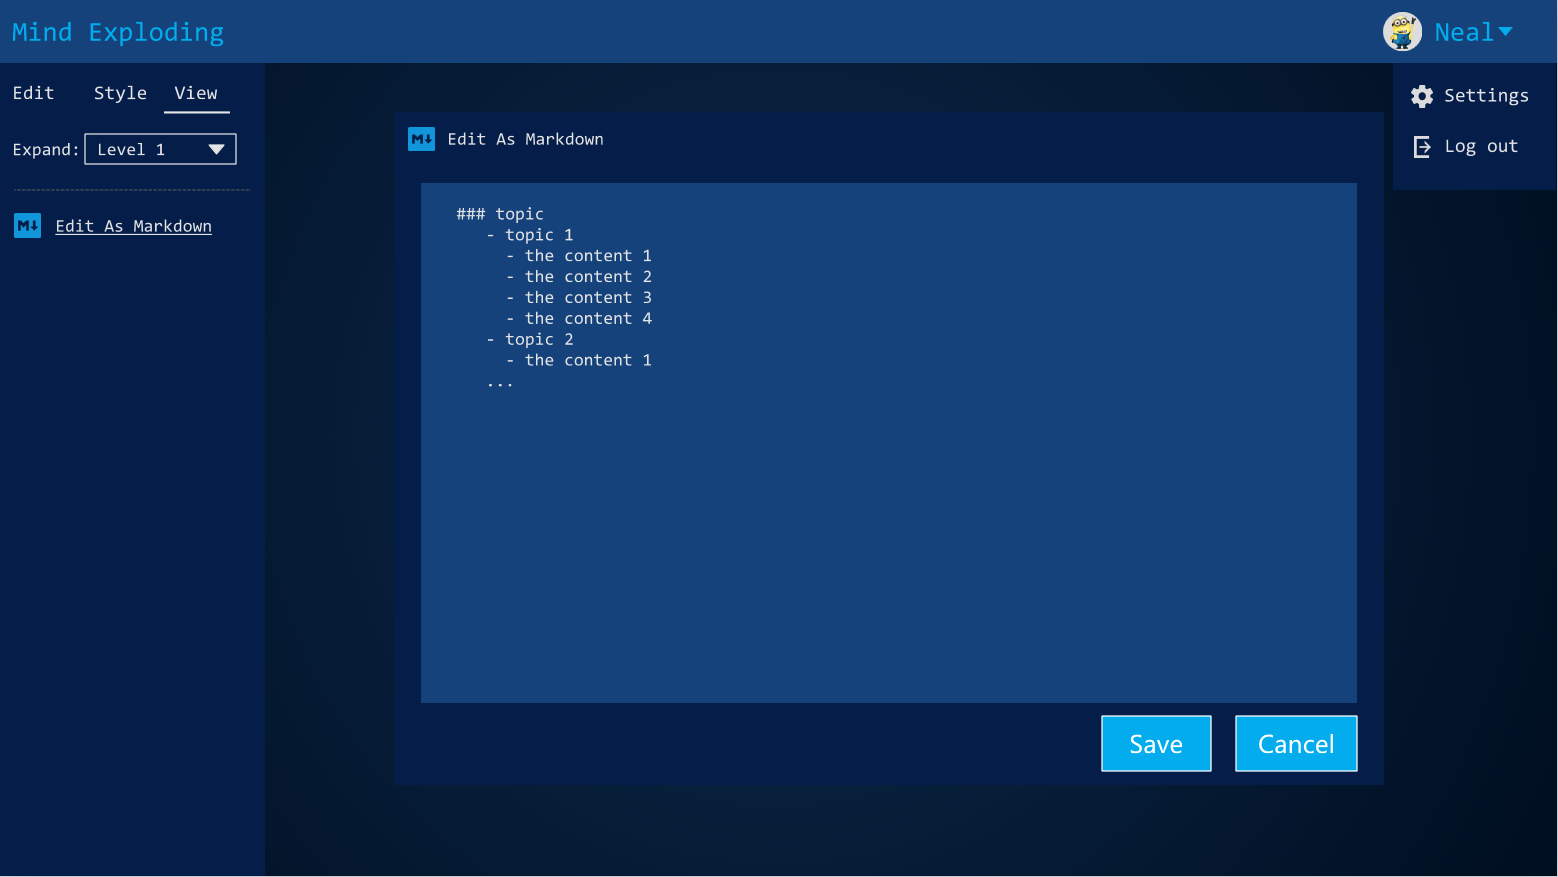 Mind Exploding
Neal
Edit Style View
Expand: Level 1
M↓ Edit As Markdown
Settings
Log out
M↓ Edit As Markdown
### topic
- topic 1
- the content 1
- the content 2
- the content 3
- the content 4
- topic 2
- the content 1
...
Save Cancel